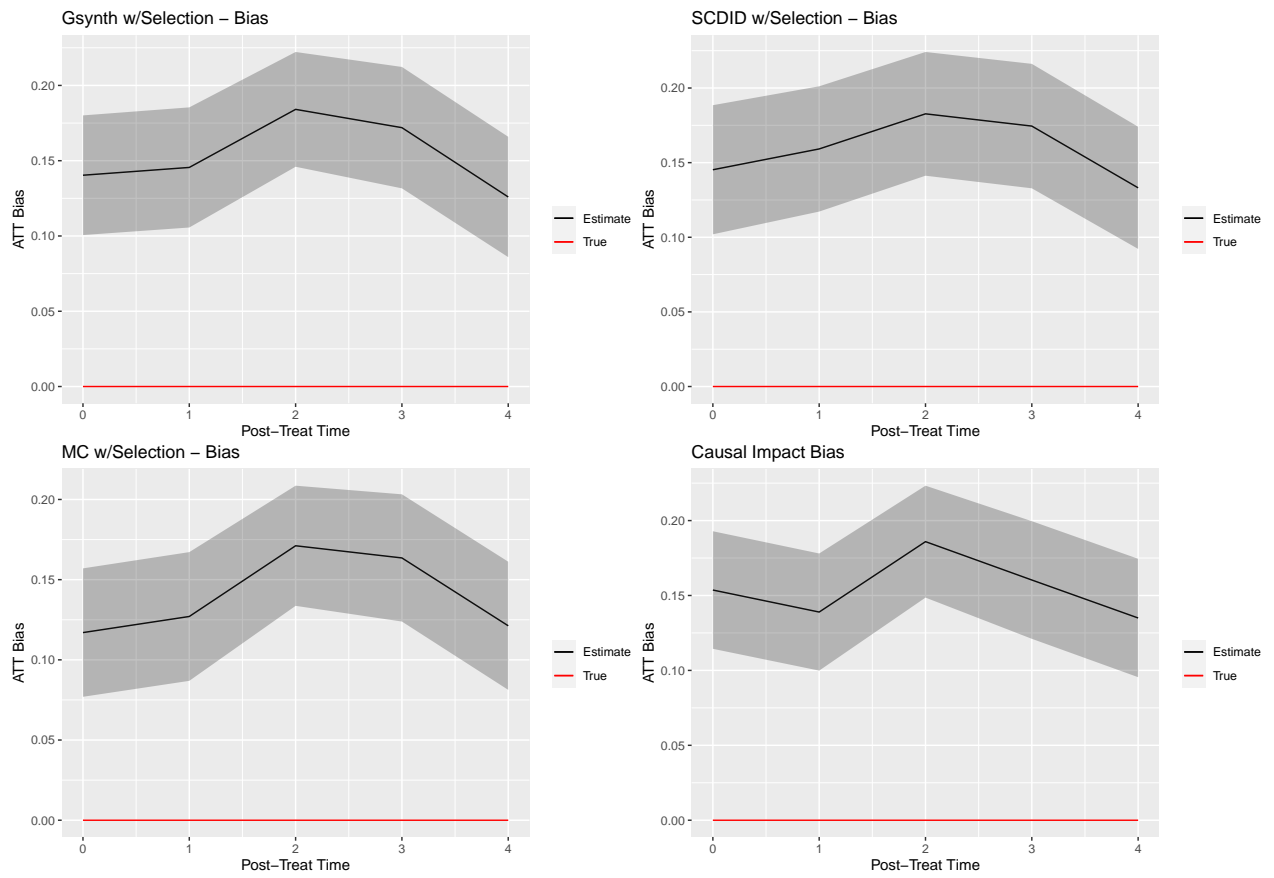 Gsynth w/Selection − Bias
ATT Bias
0.20
0.15
0.10
0.05
0.00
0 1 2 3 4
Post−Treat Time
Estimate
True
SCDID w/Selection − Bias
ATT Bias
0.20
0.15
0.10
0.05
0.00
0 1 2 3 4
Post−Treat Time
Estimate
True
MC w/Selection − Bias
ATT Bias
0.20
0.15
0.10
0.05
0.00
0 1 2 3 4
Post−Treat Time
Estimate
True
Causal Impact Bias
ATT Bias
0.20
0.15
0.10
0.05
0.00
0 1 2 3 4
Post−Treat Time
Estimate
True